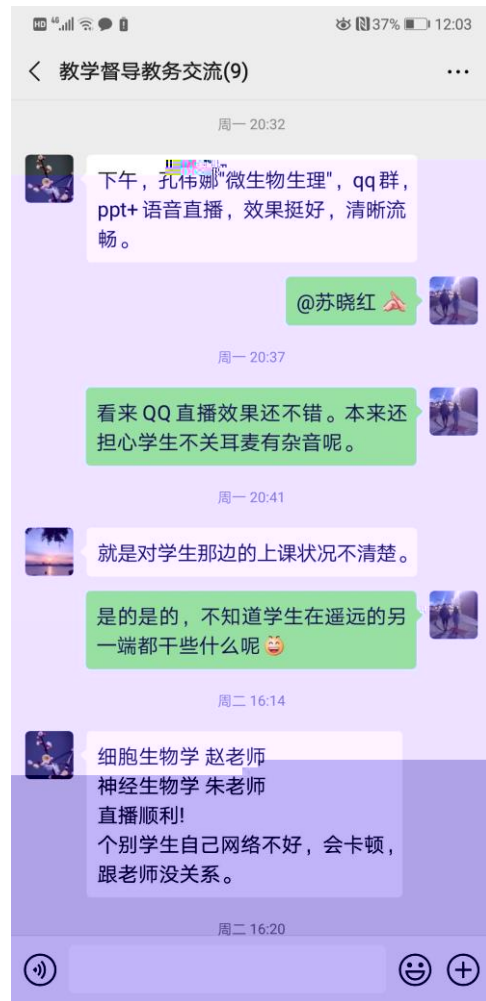 HD 46 37% 12:03
教学督导教务交流(9)
周一 20:32
下午，孔伟娜"微生物生理"，qq群，
ppt+语音直播，效果挺好，清晰流
畅。
@苏晓红
周一 20:37
看来QQ直播效果还不错。本来还
担心学生不关耳麦有杂音呢。
周一 20:41
就是对学生那边的上课状况不清楚。
是的是的，不知道学生在遥远的另
一端都干些什么呢
周二 16:14
细胞生物学 赵老师
神经生物学 朱老师
直播顺利!
个别学生自己网络不好，会卡顿，
跟老师没关系。
周二 16:20